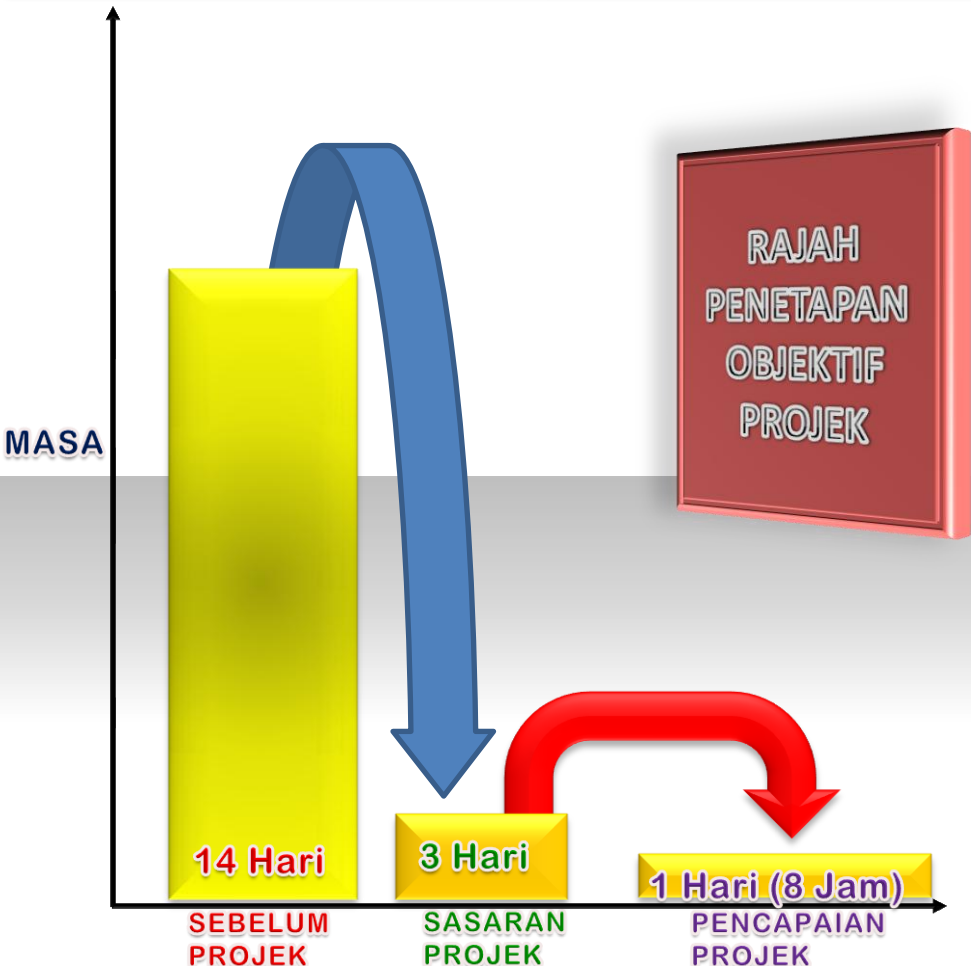 RAJAH
PENETAPAN
OBJEKTIF
PROJEK
MASA
14 Hari
3 Hari
1 Hari (8 Jam)
SEBELUM
PROJEK
SASARAN
PROJEK
PENCAPAIAN
PROJEK